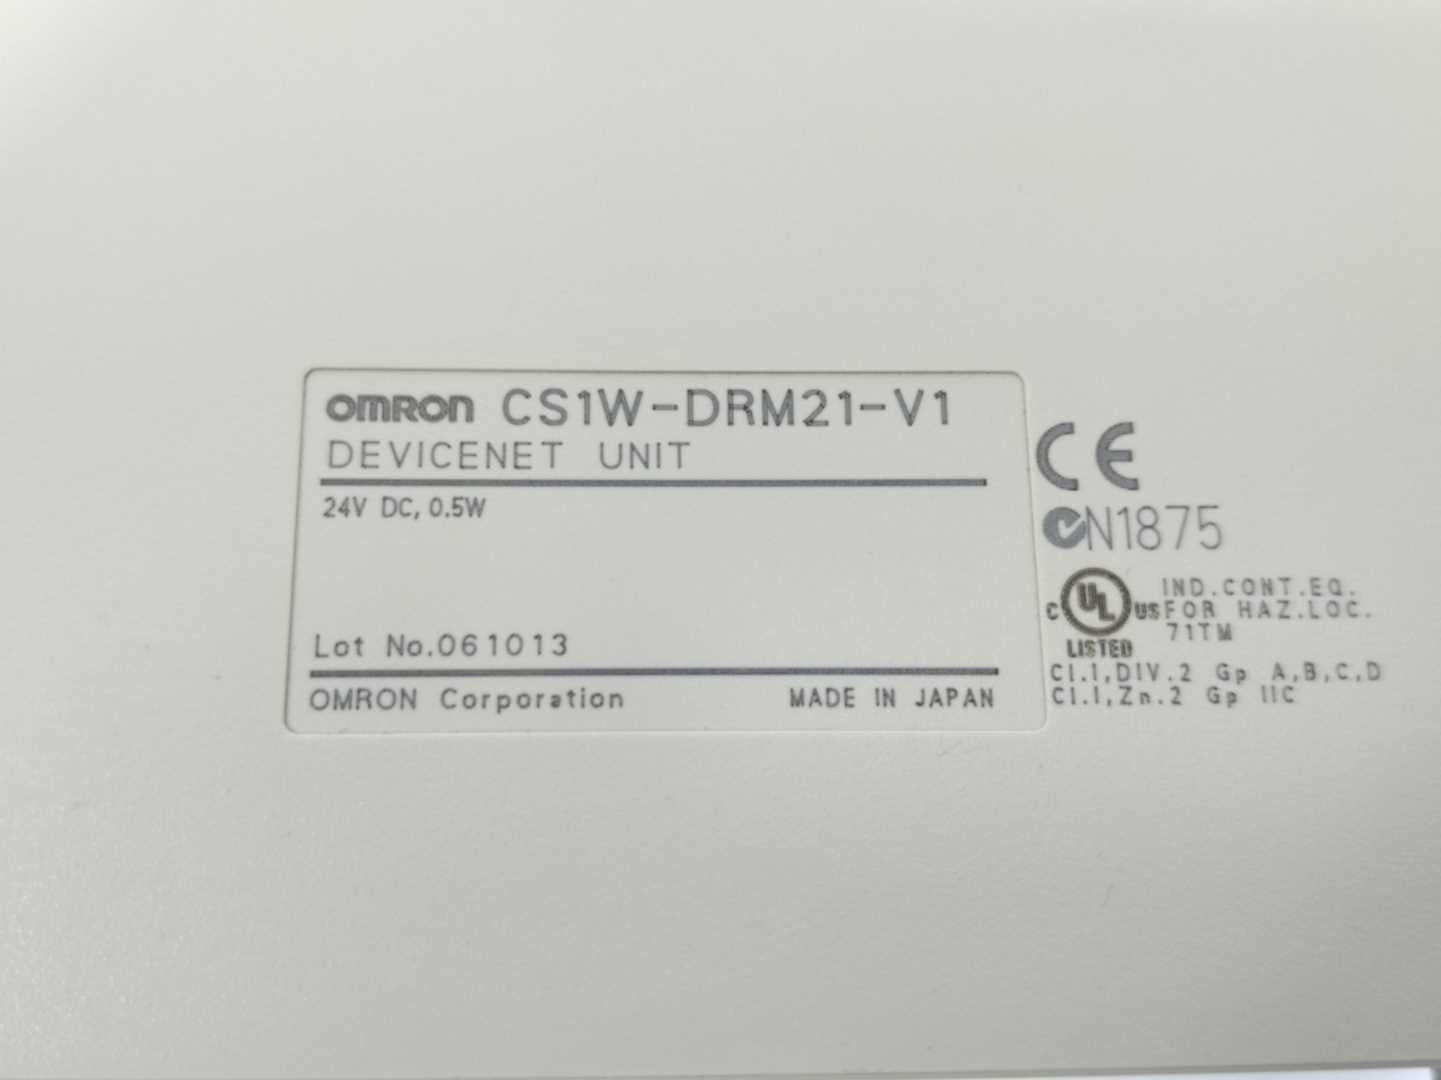 OMRON CS1W-DRM21-V1
DEVICENET UNIT
24V DC, 0.5W
Lot No.061013
OMRON Corporation MADE IN JAPAN
CE
N1875
C UL US LISTED
IND.CONT.EQ.
FOR HAZ.LOC.
71TM
Cl.I,DIV.2 Gp A,B,C,D
Cl.I,Zn.2 Gp IIC